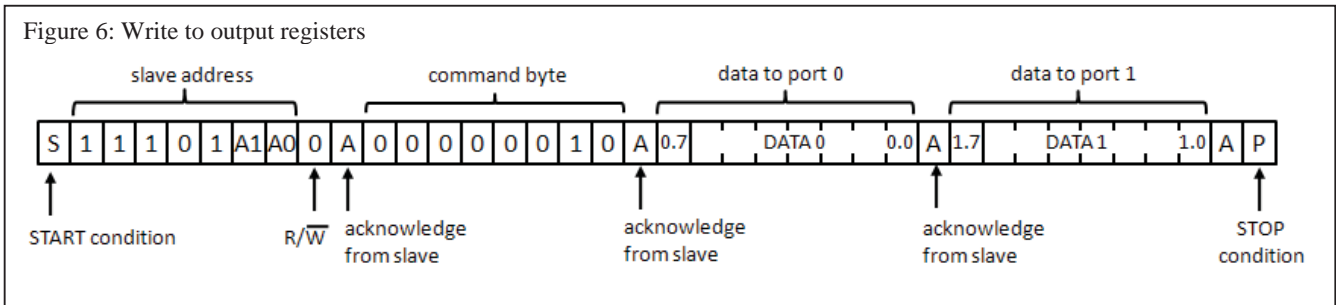 Figure 6: Write to output registers
slave address command byte data to port 0 data to port 1
S 1 1 1 0 1 A1 A0 0 A 0 0 0 0 0 0 1 0 A 0.7 DATA 0 0.0 A 1.7 DATA 1 1.0 A P
START condition R/W̅ acknowledge from slave acknowledge from slave acknowledge from slave STOP condition